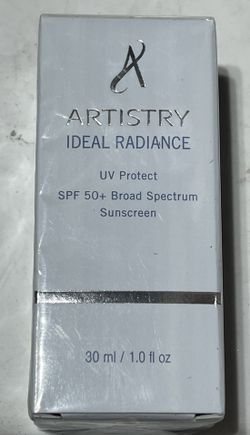 A
ARTISTRY
IDEAL RADIANCE
UV Protect
SPF 50+ Broad Spectrum
Sunscreen
30 ml / 1.0 fl oz